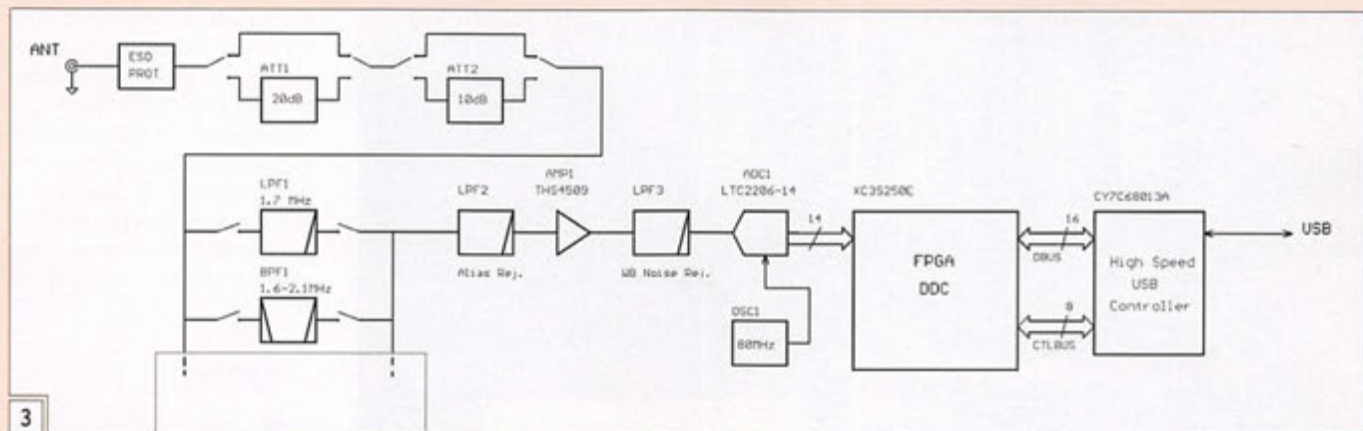 ANT
ESD
PROT
ATT1
20dB
ATT2
10dB
LPF1
1.7 MHz
BPF1
1.6-2.1MHz
LPF2
Alias Rej.
AMP1
THS4509
LPF3
WB Noise Rej.
ADC1
LTC2206-14
14
OSC1
80MHz
XC3S250E
FPGA
DDC
16
DBUS
8
CTLBUS
CY7C68013A
High Speed
USB
Controller
USB
3